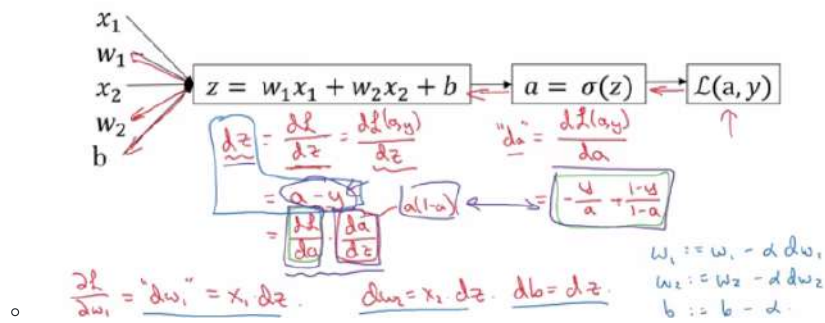 x₁
w₁
x₂
w₂
b
z = w₁x₁ + w₂x₂ + b
a = σ(z)
ℒ(a, y)
dz = dℒ/dz = dℒ(a,y)/dz
"da" = dℒ(a,y)/da
= a - y
a(1-a)
= -y/a + (1-y)/(1-a)
= dℒ/da · da/dz
∂ℒ/∂w₁ = "dw₁" = x₁·dz
dw₂ = x₂·dz.
db = dz.
w₁ := w₁ - α dw₁
w₂ := w₂ - α dw₂
b := b - α